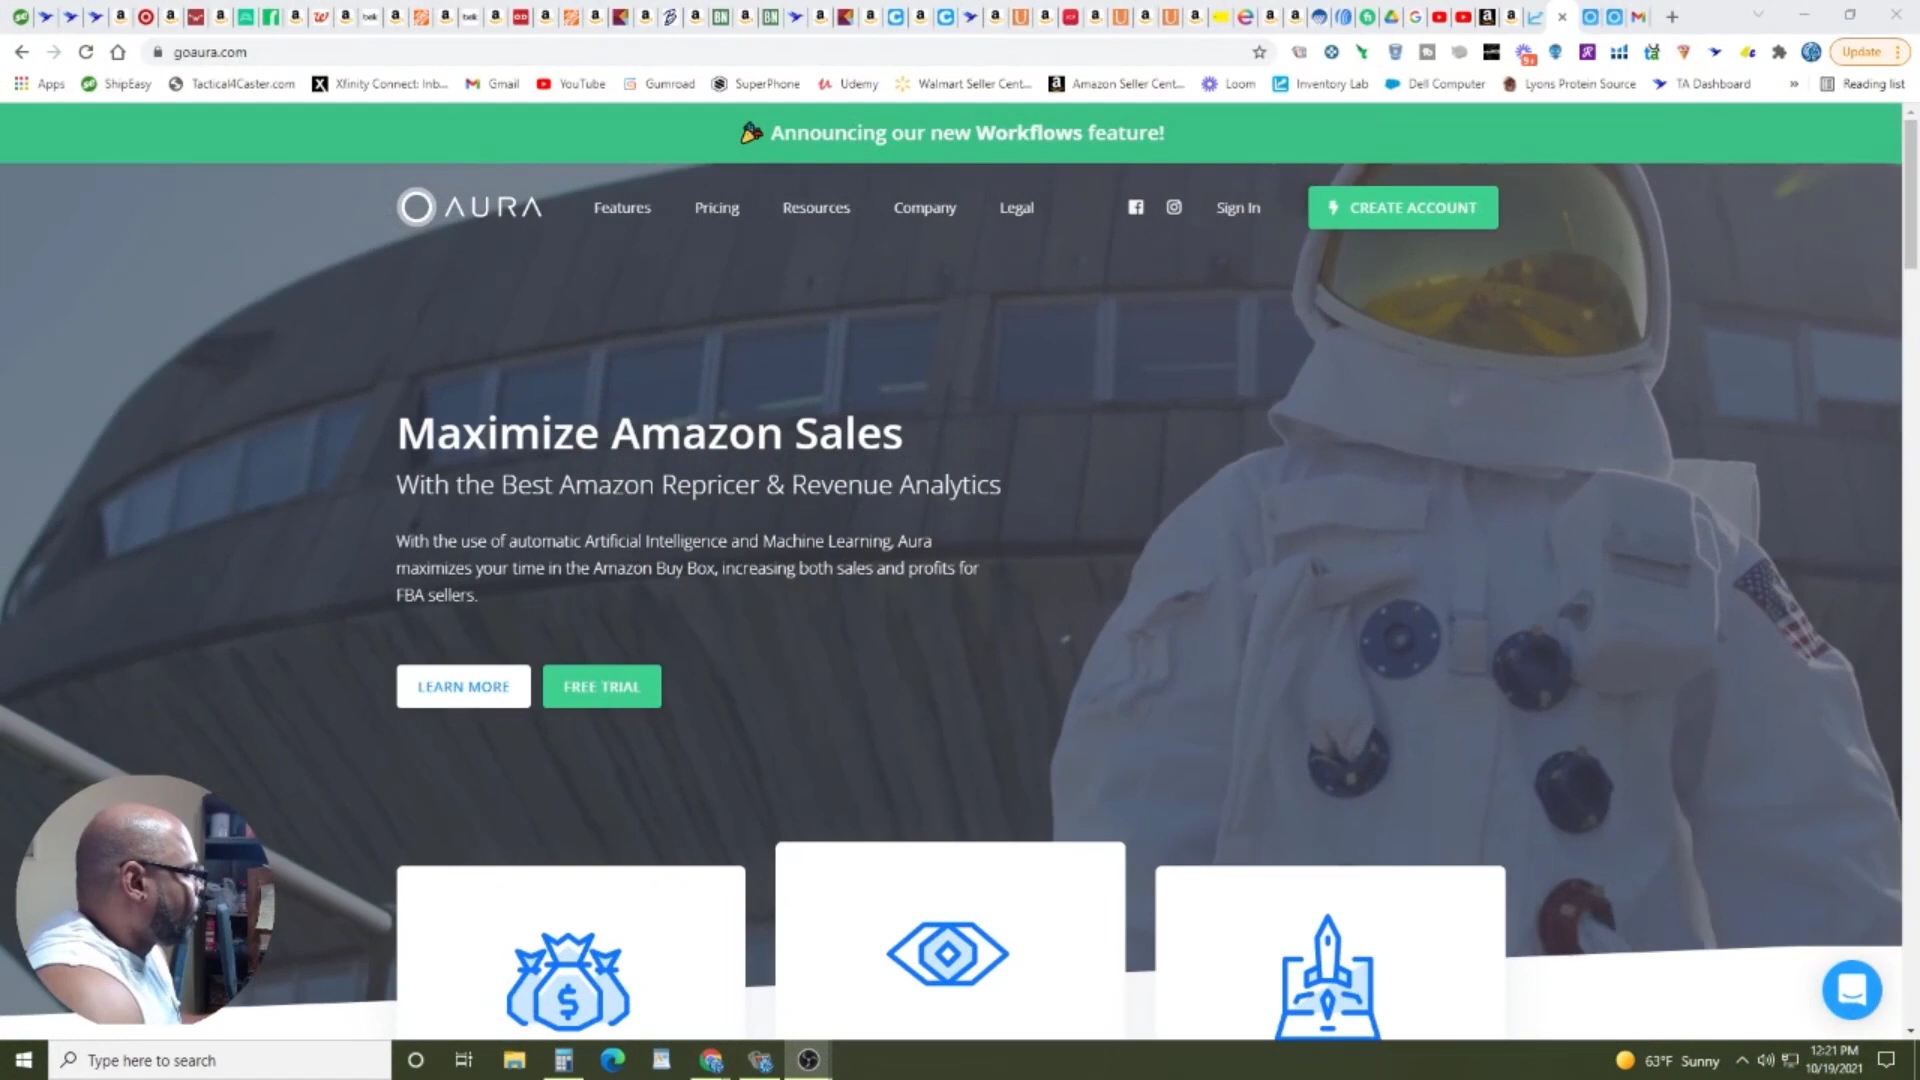 goaura.com
Update
Apps
ShipEasy
Tactical4Caster.com
Xfinity Connect: Inb...
Gmail
YouTube
Gumroad
SuperPhone
Udemy
Walmart Seller Cent...
Amazon Seller Cent...
Loom
Inventory Lab
Dell Computer
Lyons Protein Source
TA Dashboard
»
Reading list
Announcing our new Workflows feature!
AURA
Features
Pricing
Resources
Company
Legal
Sign In
CREATE ACCOUNT
Maximize Amazon Sales
With the Best Amazon Repricer & Revenue Analytics
With the use of automatic Artificial Intelligence and Machine Learning, Aura
maximizes your time in the Amazon Buy Box, increasing both sales and profits for
FBA sellers.
LEARN MORE
FREE TRIAL
$
Type here to search
63°F Sunny
12:21 PM
10/19/2021